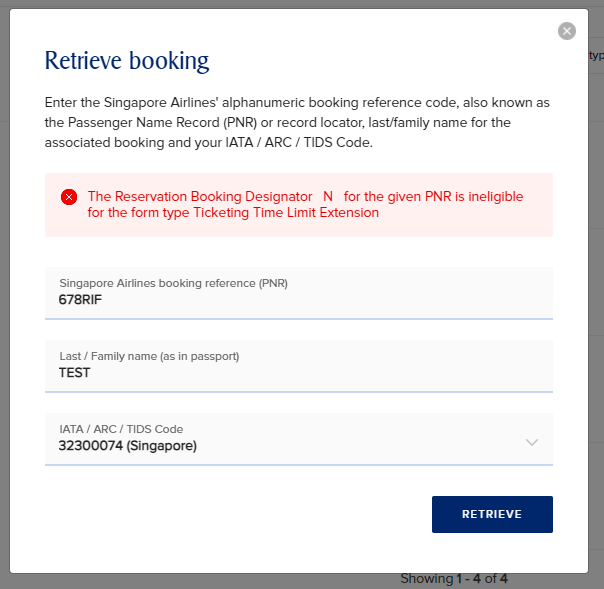 Retrieve booking
Enter the Singapore Airlines' alphanumeric booking reference code, also known as
the Passenger Name Record (PNR) or record locator, last/family name for the
associated booking and your IATA / ARC / TIDS Code.
The Reservation Booking Designator N for the given PNR is ineligible
for the form type Ticketing Time Limit Extension
Singapore Airlines booking reference (PNR)
678RIF
Last / Family name (as in passport)
TEST
IATA / ARC / TIDS Code
32300074 (Singapore)
RETRIEVE
Showing 1 - 4 of 4